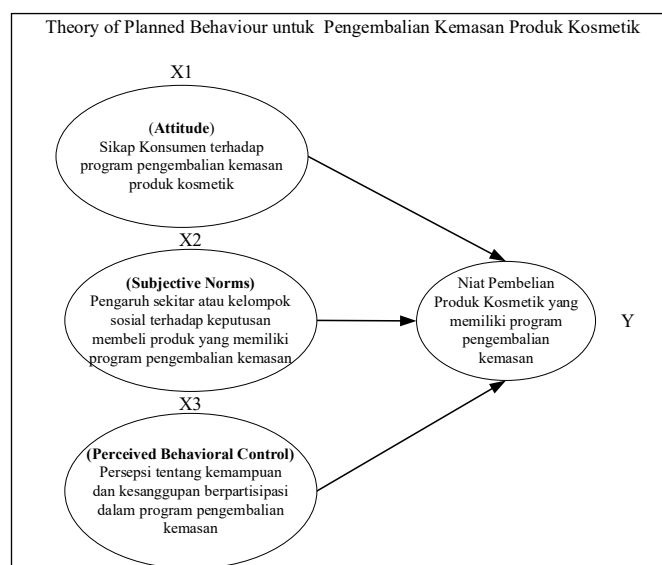 Theory of Planned Behaviour untuk Pengembalian Kemasan Produk Kosmetik
X1
(Attitude)
Sikap Konsumen terhadap
program pengembalian kemasan
produk kosmetik
X2
(Subjective Norms)
Pengaruh sekitar atau kelompok
sosial terhadap keputusan
membeli produk yang memiliki
program pengembalian kemasan
Niat Pembelian
Produk Kosmetik yang
memiliki program
pengembalian
kemasan
Y
X3
(Perceived Behavioral Control)
Persepsi tentang kemampuan
dan kesanggupan berpartisipasi
dalam program pengembalian
kemasan